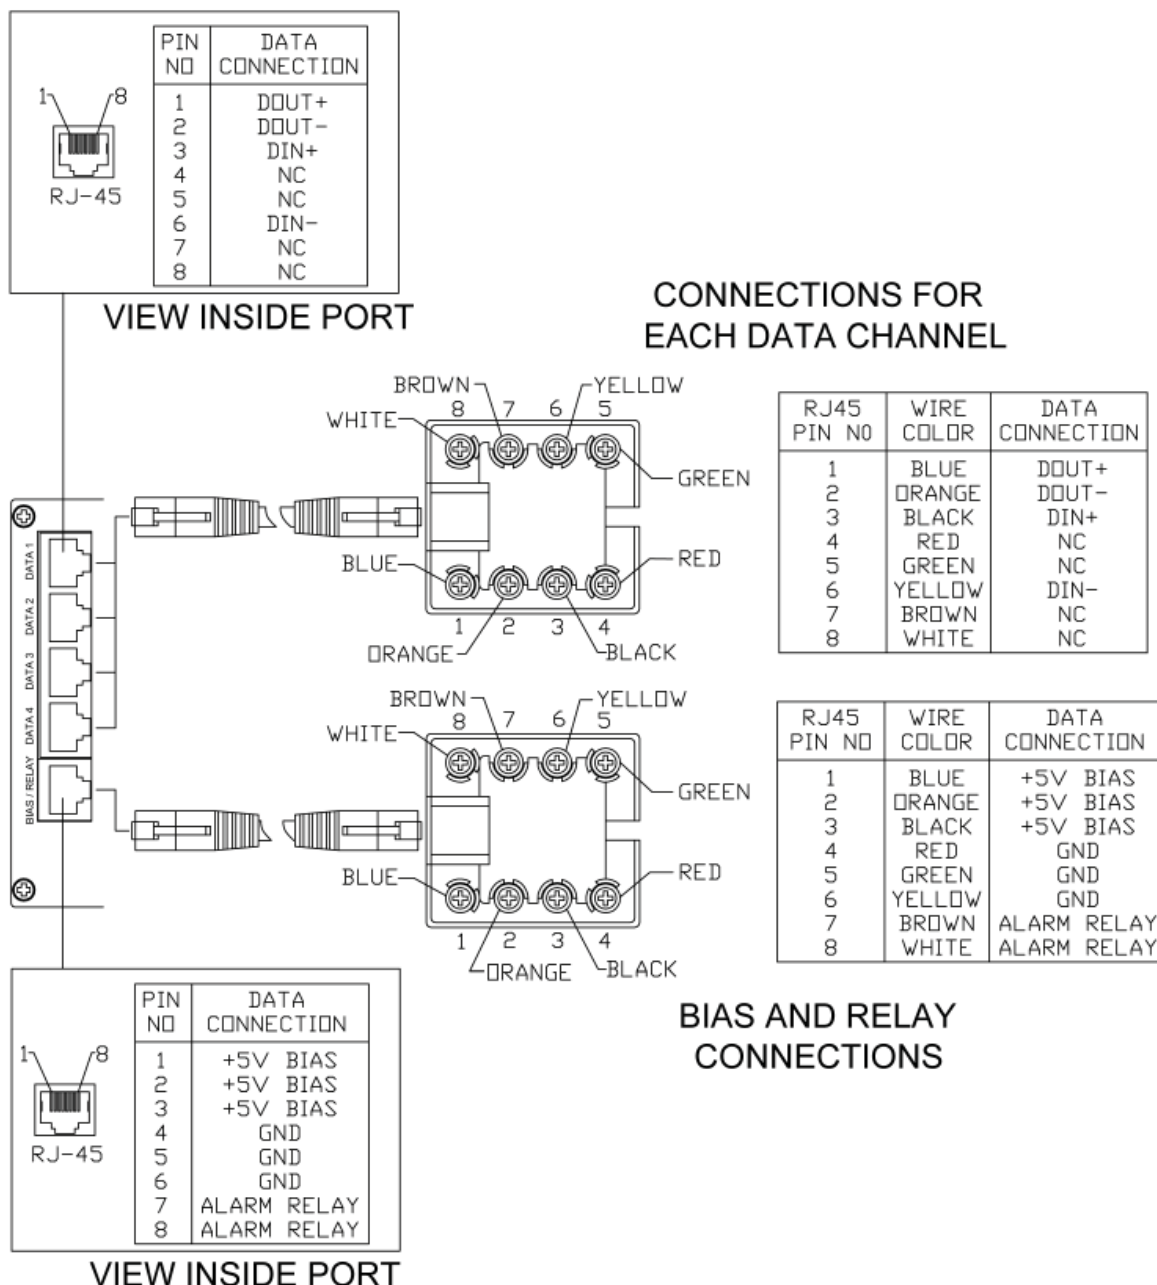 PIN NO DATA CONNECTION
1 DOUT+
2 DOUT-
3 DIN+
4 NC
5 NC
6 DIN-
7 NC
8 NC
1 8
RJ-45
VIEW INSIDE PORT
CONNECTIONS FOR
EACH DATA CHANNEL
BROWN YELLOW
8 7 6 5
WHITE
GREEN
BLUE
RED
1 2 3 4
ORANGE BLACK
RJ45 PIN NO WIRE COLOR DATA CONNECTION
1 BLUE DOUT+
2 ORANGE DOUT-
3 BLACK DIN+
4 RED NC
5 GREEN NC
6 YELLOW DIN-
7 BROWN NC
8 WHITE NC
DATA 1
DATA 2
DATA 3
DATA 4
BIAS / RELAY
BROWN YELLOW
8 7 6 5
WHITE
GREEN
BLUE
RED
1 2 3 4
ORANGE BLACK
RJ45 PIN NO WIRE COLOR DATA CONNECTION
1 BLUE +5V BIAS
2 ORANGE +5V BIAS
3 BLACK +5V BIAS
4 RED GND
5 GREEN GND
6 YELLOW GND
7 BROWN ALARM RELAY
8 WHITE ALARM RELAY
BIAS AND RELAY
CONNECTIONS
PIN NO DATA CONNECTION
1 +5V BIAS
2 +5V BIAS
3 +5V BIAS
4 GND
5 GND
6 GND
7 ALARM RELAY
8 ALARM RELAY
1 8
RJ-45
VIEW INSIDE PORT